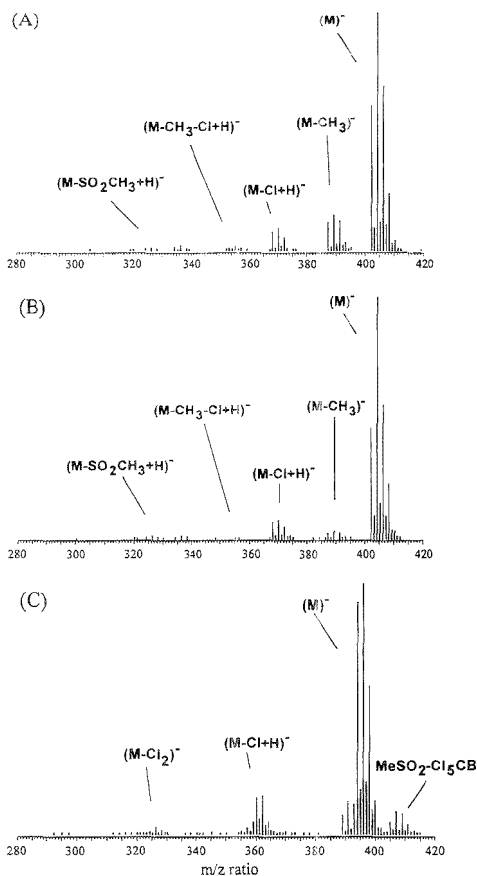 (A)
(M)⁻
(M-CH₃-Cl+H)⁻
(M-CH₃)⁻
(M-SO₂CH₃+H)⁻
(M-Cl+H)⁻
280 300 320 340 360 380 400 420
(B)
(M)⁻
(M-CH₃-Cl+H)⁻
(M-CH₃)⁻
(M-SO₂CH₃+H)⁻
(M-Cl+H)⁻
280 300 320 340 360 380 400 420
(C)
(M)⁻
(M-Cl₂)⁻
(M-Cl+H)⁻
MeSO₂-Cl₅CB
280 300 320 340 360 380 400 420
m/z ratio